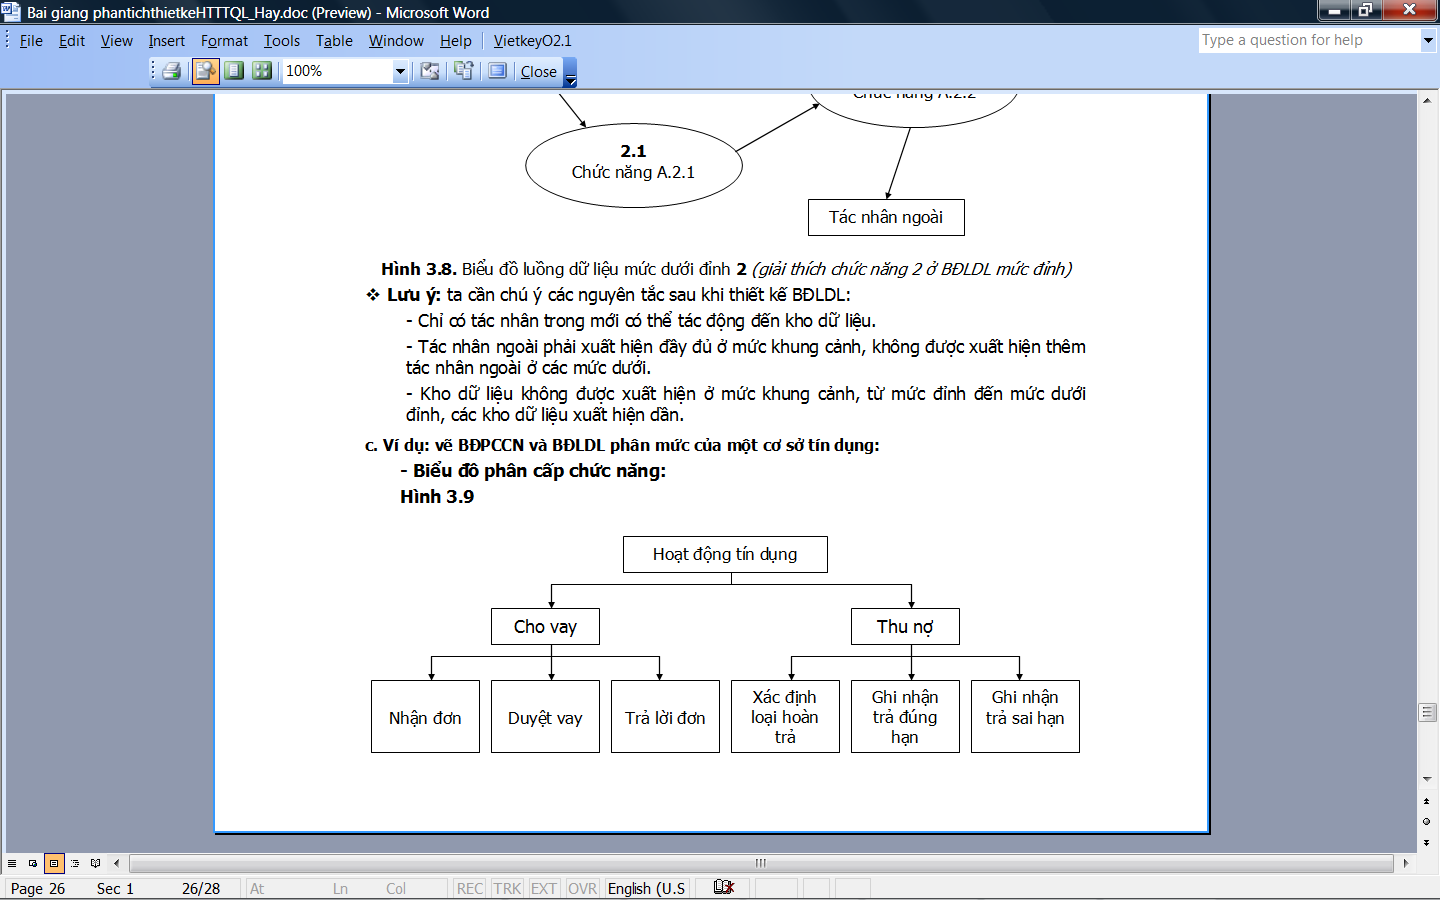 Bai giang phantichthietkeHTTTQL_Hay.doc (Preview) - Microsoft Word
File Edit View Insert Format Tools Table Window Help VietkeyO2.1
Type a question for help
100%
Close
Chức năng A.2.2
2.1
Chức năng A.2.1
Tác nhân ngoài
Hình 3.8. Biểu đồ luồng dữ liệu mức dưới đỉnh 2 (giải thích chức năng 2 ở BĐLDL mức đỉnh)
❖ Lưu ý: ta cần chú ý các nguyên tắc sau khi thiết kế BĐLDL:
- Chỉ có tác nhân trong mới có thể tác động đến kho dữ liệu.
- Tác nhân ngoài phải xuất hiện đầy đủ ở mức khung cảnh, không được xuất hiện thêm
tác nhân ngoài ở các mức dưới.
- Kho dữ liệu không được xuất hiện ở mức khung cảnh, từ mức đỉnh đến mức dưới
đỉnh, các kho dữ liệu xuất hiện dần.
c. Ví dụ: vẽ BĐPCCN và BĐLDL phân mức của một cơ sở tín dụng:
- Biểu đồ phân cấp chức năng:
Hình 3.9
Hoạt động tín dụng
Cho vay
Thu nợ
Nhận đơn
Duyệt vay
Trả lời đơn
Xác định
loại hoàn
trả
Ghi nhận
trả đúng
hạn
Ghi nhận
trả sai hạn
Page 26 Sec 1 26/28 At Ln Col REC TRK EXT OVR English (U.S